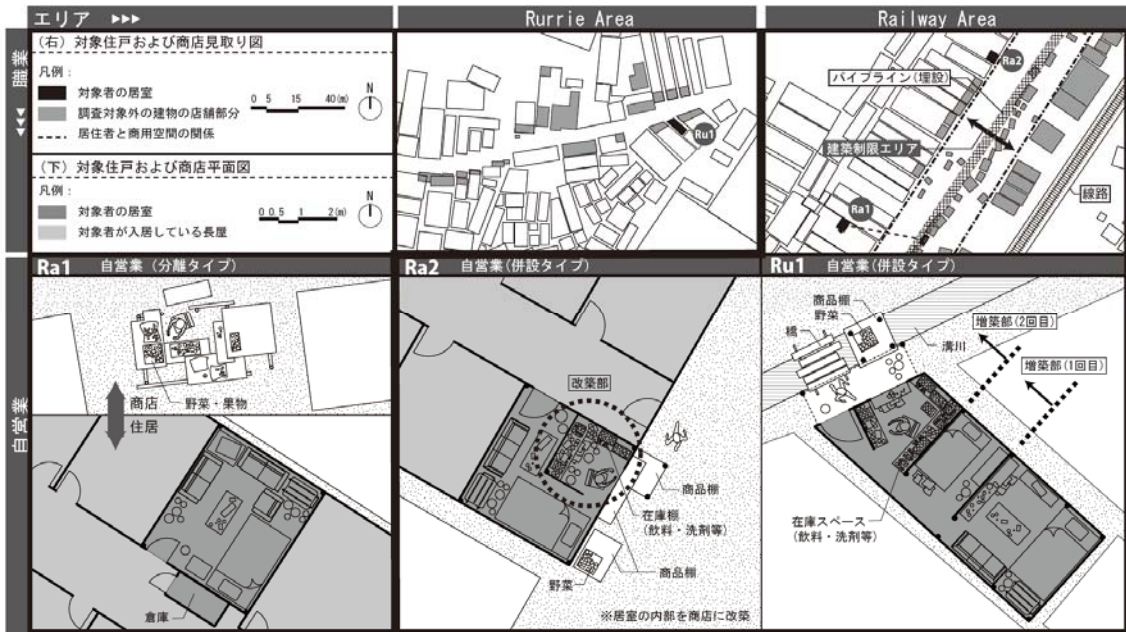 エリア ▶▶▶
Rurrie Area
Railway Area
職業 ▶▶▶
(右) 対象住戸および商店見取り図
凡例：
対象者の居室
調査対象外の建物の店舗部分
居住者と商用空間の関係
0 5 15 40(m)
N
(下) 対象住戸および商店平面図
凡例：
対象者の居室
対象者が入居している長屋
0 0.5 1 2(m)
N
Ru1
Ra2
パイプライン(埋設)
建築制限エリア
Ra1
線路
自営業
Ra1 自営業 (分離タイプ)
野菜・果物
商店
住居
倉庫
Ra2 自営業(併設タイプ)
改築部
商品棚
在庫棚
(飲料・洗剤等)
商品棚
野菜
※居室の内部を商店に改築
Ru1 自営業(併設タイプ)
商品棚
野菜
橋
溝川
増築部(2回目)
増築部(1回目)
在庫スペース
(飲料・洗剤等)